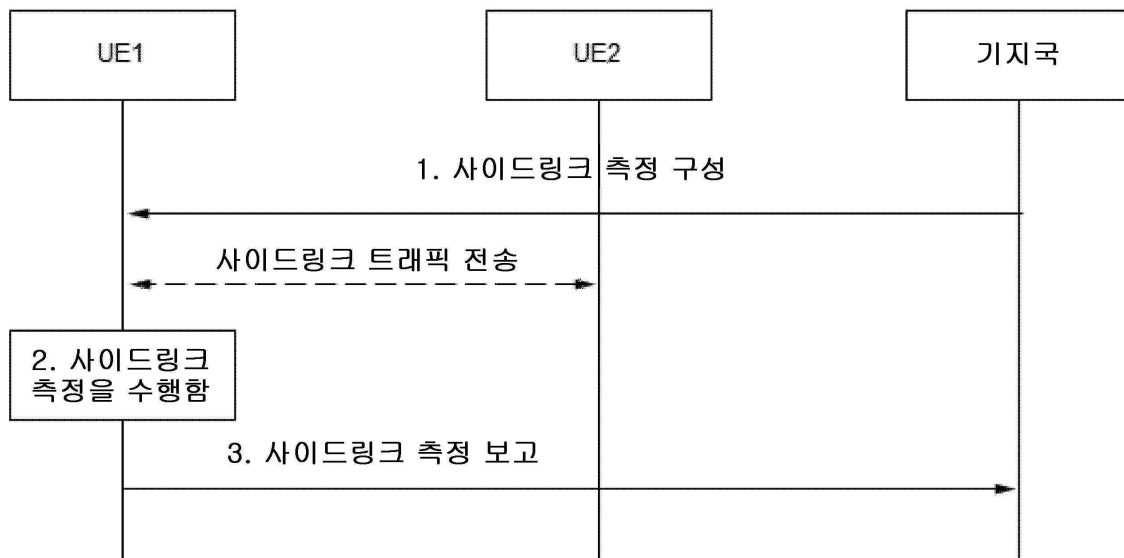 UE1
UE2
기지국
1. 사이드링크 측정 구성
사이드링크 트래픽 전송
2. 사이드링크
측정을 수행함
3. 사이드링크 측정 보고